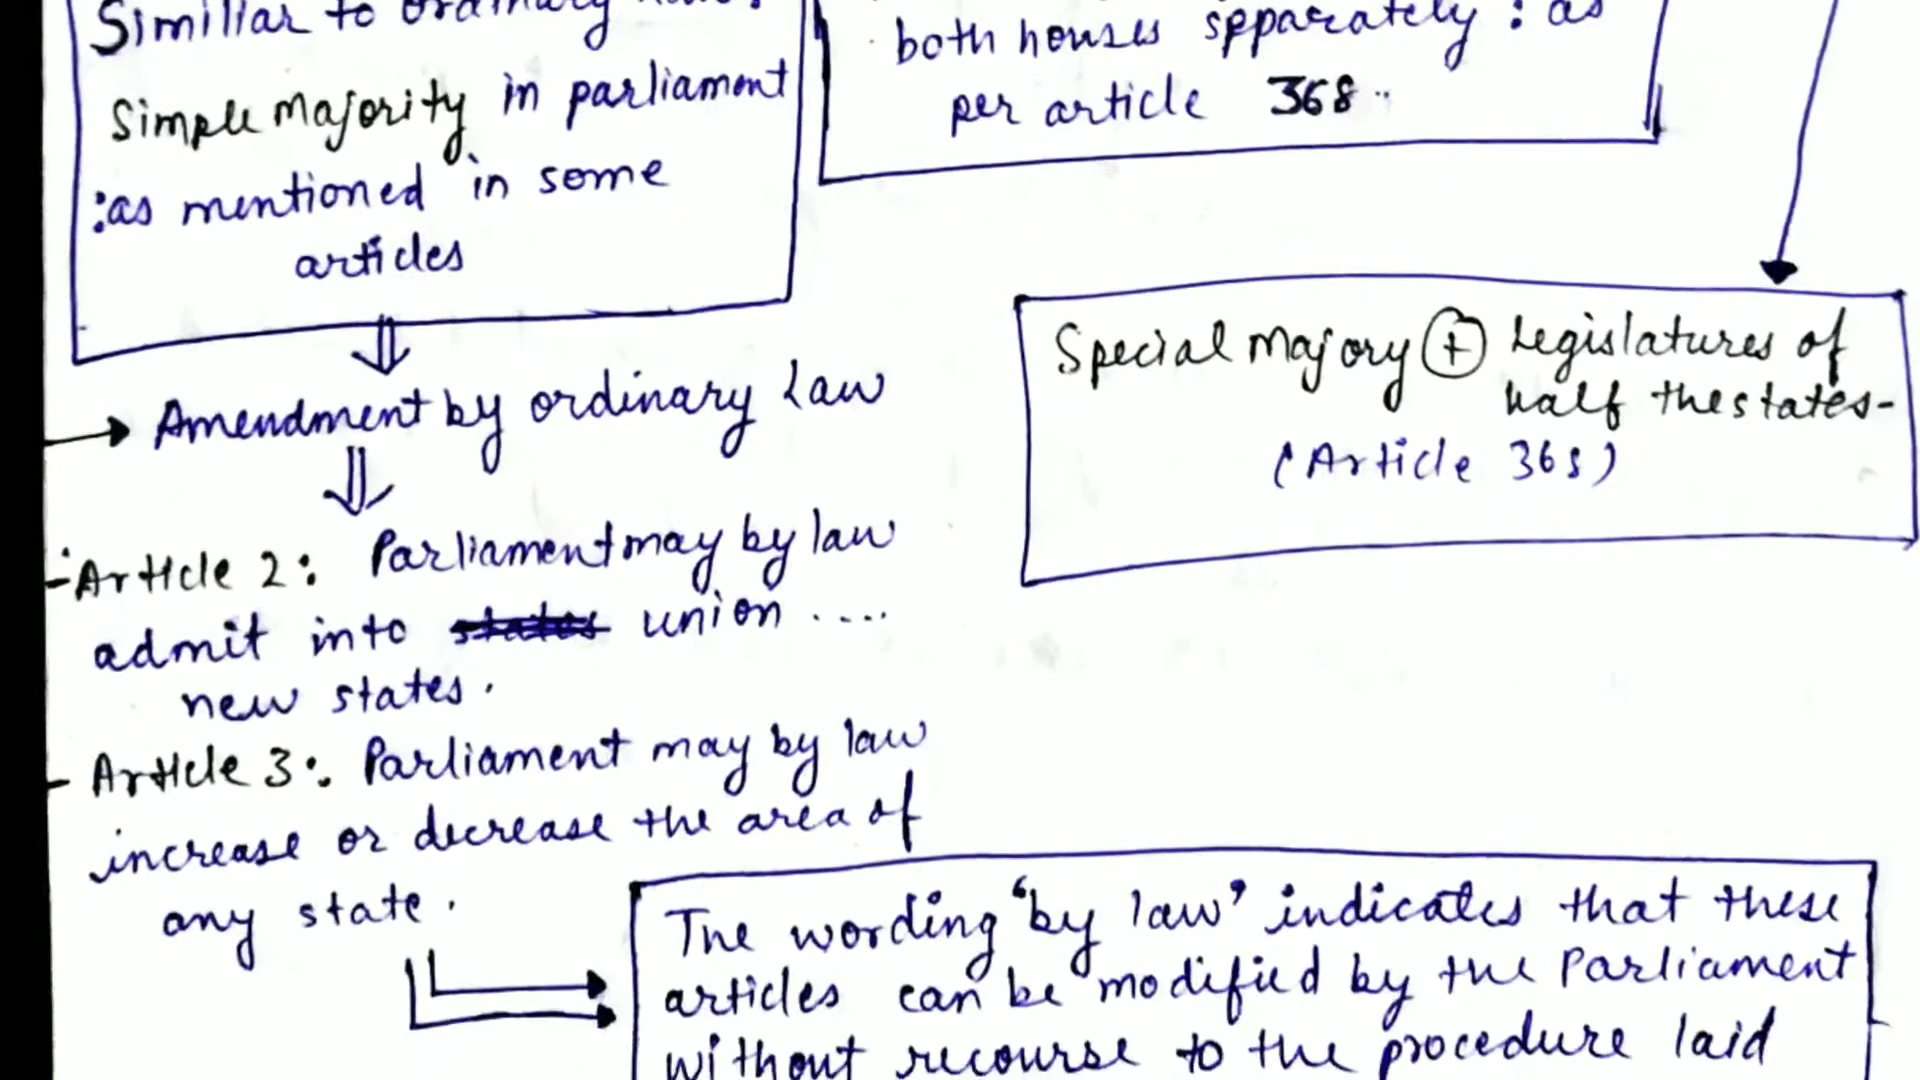 Similiar to ordinary
Simple Majority in parliament
:as mentioned in some
articles
both houses spparately : as
per article 368..
Special Majory + Legislatures of
half the states-
(Article 368)
→ Amendment by ordinary Law
- Article 2: Parliament may by law
admit into states union ....
new states.
- Article 3: Parliament may by law
increase or decrease the area of
any state.
The wording "by law" indicates that these
articles can be modified by the Parliament
without recourse to the procedure laid